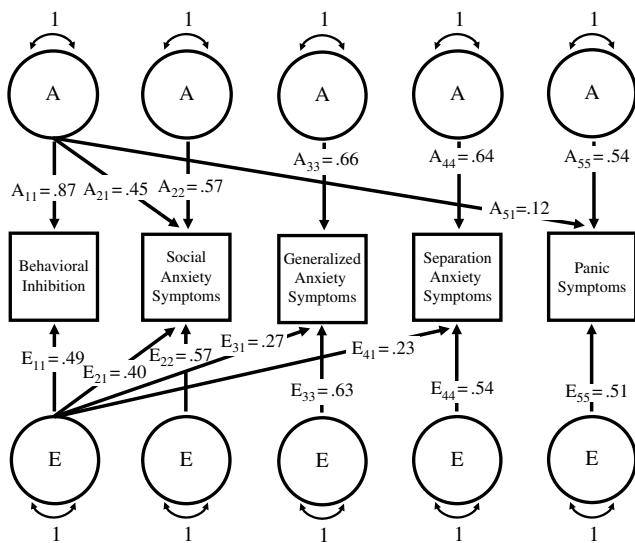 1 1 1 1 1
A A A A A
A33=.66 A44=.64 A55=.54
A11=.87 A21=.45 A22=.57
A51=.12
Behavioral
Inhibition
Social
Anxiety
Symptoms
Generalized
Anxiety
Symptoms
Separation
Anxiety
Symptoms
Panic
Symptoms
E11=.49 E21=.40 E22=.57 E31=.27 E41=.23
E33=.63 E44=.54 E55=.51
E E E E E
1 1 1 1 1